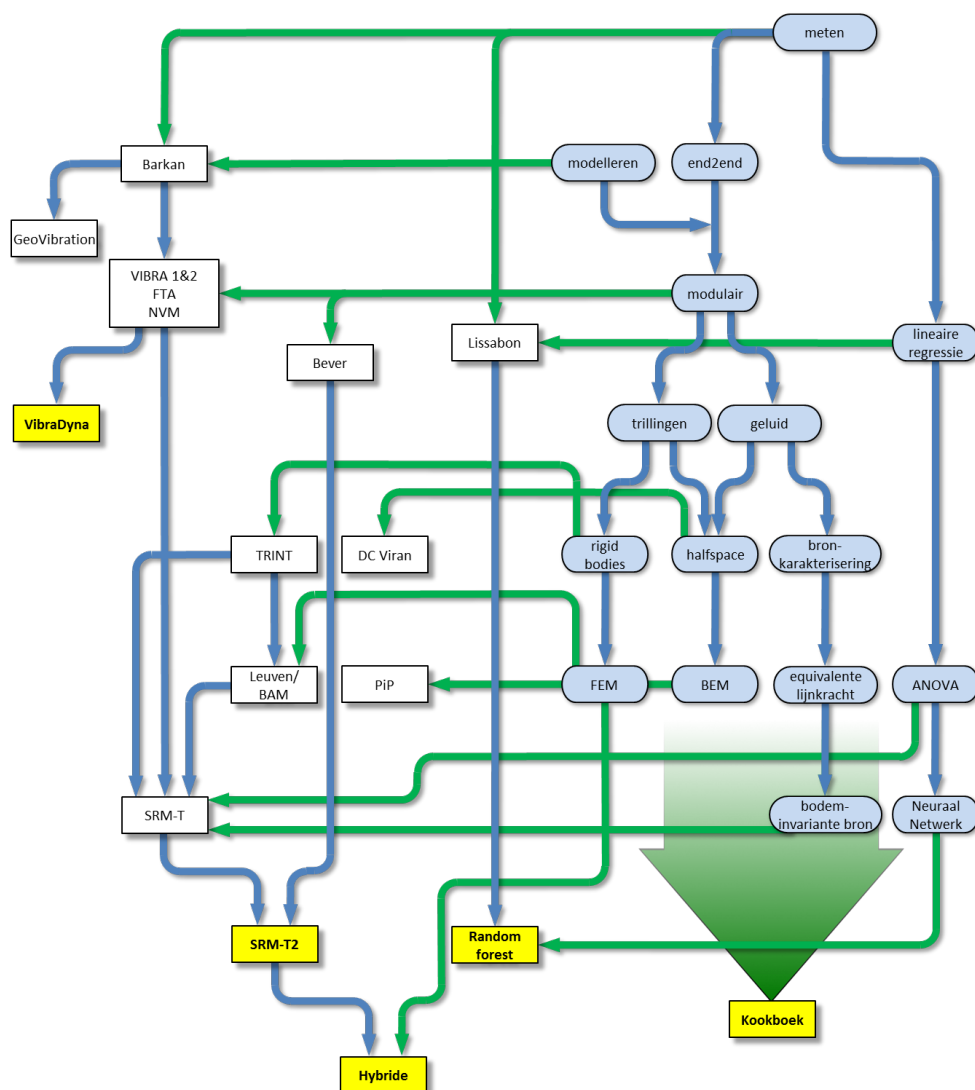 meten
Barkan
modelleren
end2end
GeoVibration
VIBRA 1&2
FTA
NVM
modulair
Bever
Lissabon
lineaire
regressie
VibraDyna
trillingen
geluid
TRINT
DC Viran
rigid
bodies
halfspace
bron-
karakterisering
Leuven/
BAM
PiP
FEM
BEM
equivalente
lijnkracht
ANOVA
SRM-T
bodem-
invariante bron
Neuraal
Netwerk
SRM-T2
Random
forest
Kookboek
Hybride